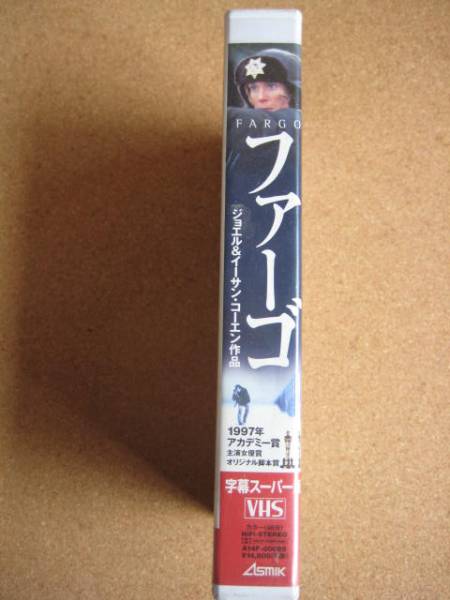 FARGO
ファーゴ
ジョエル&イーサン・コーエン作品
1997年
アカデミー賞
主演女優賞
オリジナル脚本賞
字幕スーパー
VHS
HiFi-STEREO
ASMIK